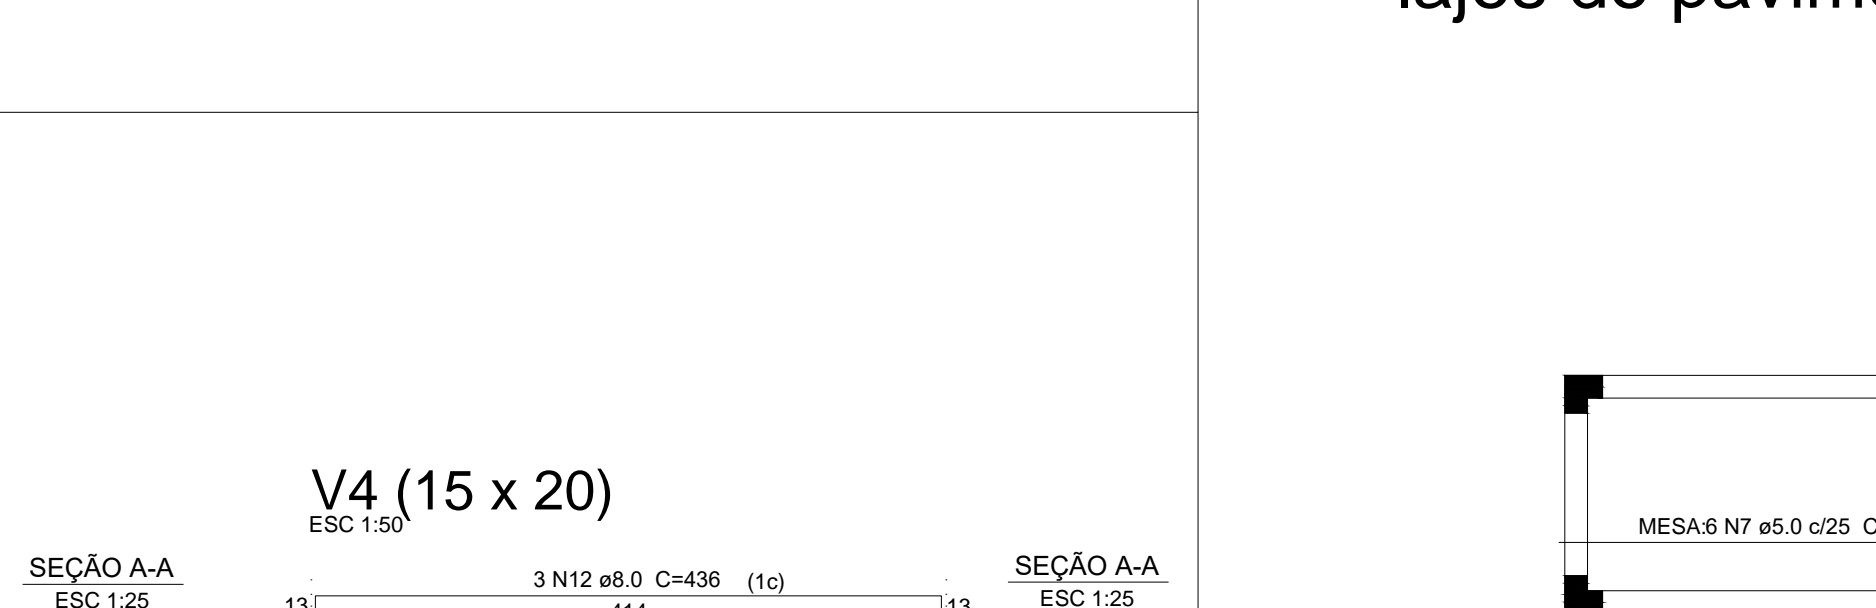 V4 (15 x 20)
ESC 1:50
SEÇÃO A-A
ESC 1:25
3 N12 ø8.0 C=436 (1c)
13
414
13
SEÇÃO A-A
ESC 1:25
MESA:6 N7 ø5.0 c/25